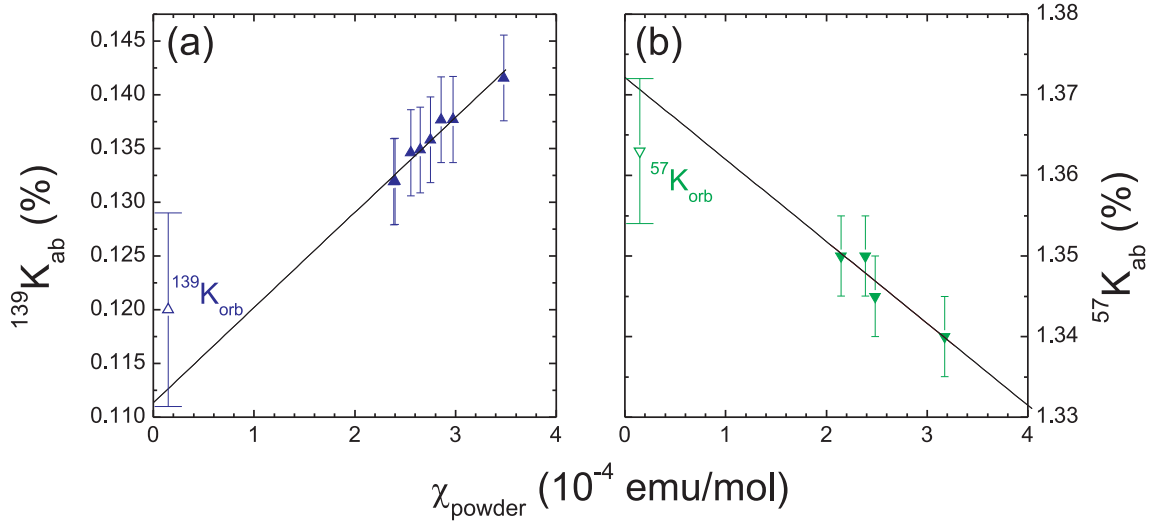 (a)
0.145
0.140
0.135
0.130
0.125
0.120
0.115
0.110
¹³⁹K_ab (%)
¹³⁹K_orb
0 1 2 3 4
(b)
1.38
1.37
1.36
1.35
1.34
1.33
⁵⁷K_ab (%)
⁵⁷K_orb
0 1 2 3 4
χ_powder (10⁻⁴ emu/mol)